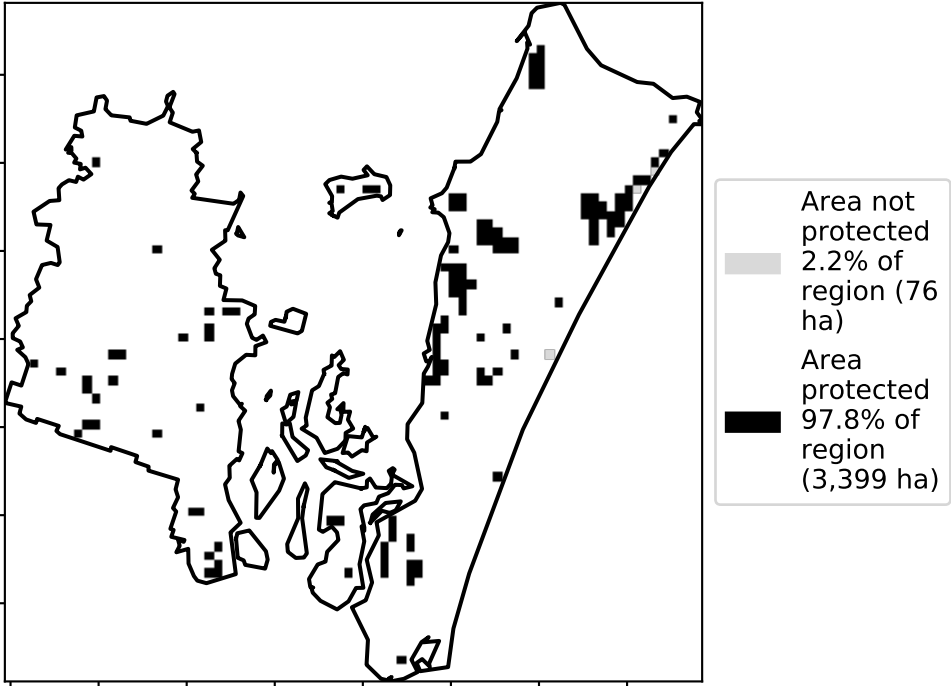 Area not
protected
2.2% of
region (76
ha)
Area
protected
97.8% of
region
(3,399 ha)